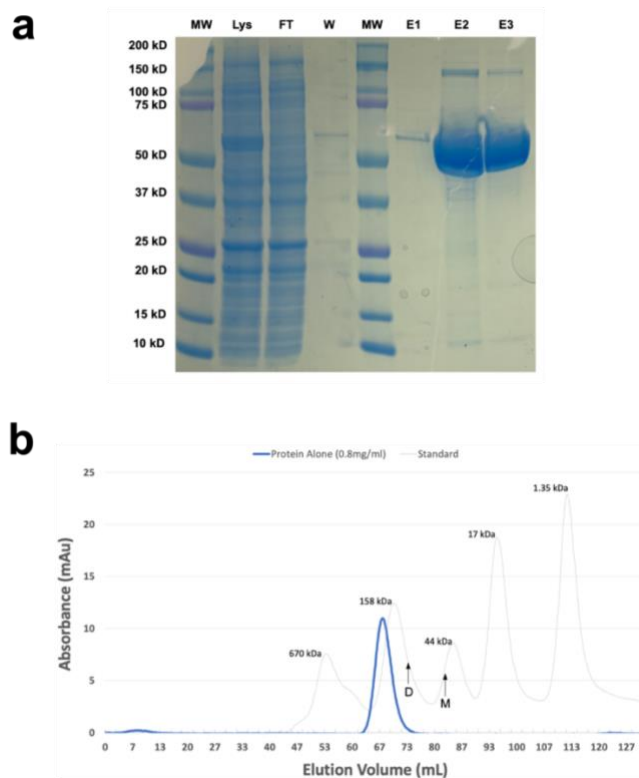 a
MW Lys FT W MW E1 E2 E3
200 kD
150 kD
100 kD
75 kD
50 kD
37 kD
25 kD
20 kD
15 kD
10 kD
b
Protein Alone (0.8mg/ml) Standard
25
20
15
10
5
0
Absorbance (mAu)
670 kDa
158 kDa
44 kDa
17 kDa
1.35 kDa
D
M
0 7 13 20 27 33 40 47 53 60 67 73 80 87 93 100 107 113 120 127
Elution Volume (mL)